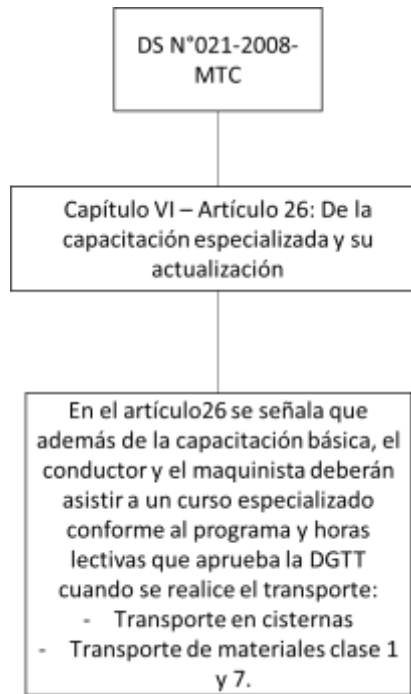 DS N°021-2008-
MTC
Capítulo VI – Artículo 26: De la
capacitación especializada y su
actualización
En el artículo26 se señala que
además de la capacitación básica, el
conductor y el maquinista deberán
asistir a un curso especializado
conforme al programa y horas
lectivas que aprueba la DGTT
cuando se realice el transporte:
- Transporte en cisternas
- Transporte de materiales clase 1
y 7.